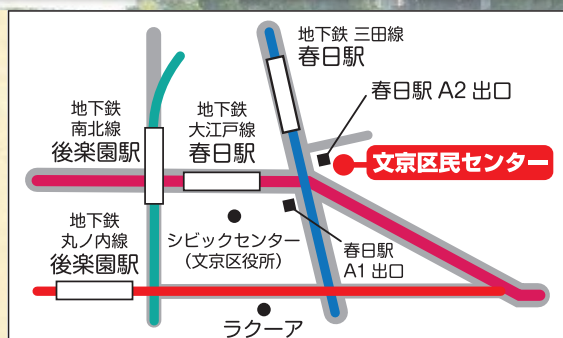 地下鉄 三田線
春日駅
春日駅 A2 出口
地下鉄
南北線
後楽園駅
地下鉄
大江戸線
春日駅
文京区民センター
地下鉄
丸ノ内線
後楽園駅
シビックセンター
（文京区役所）
春日駅
A1 出口
ラクーア